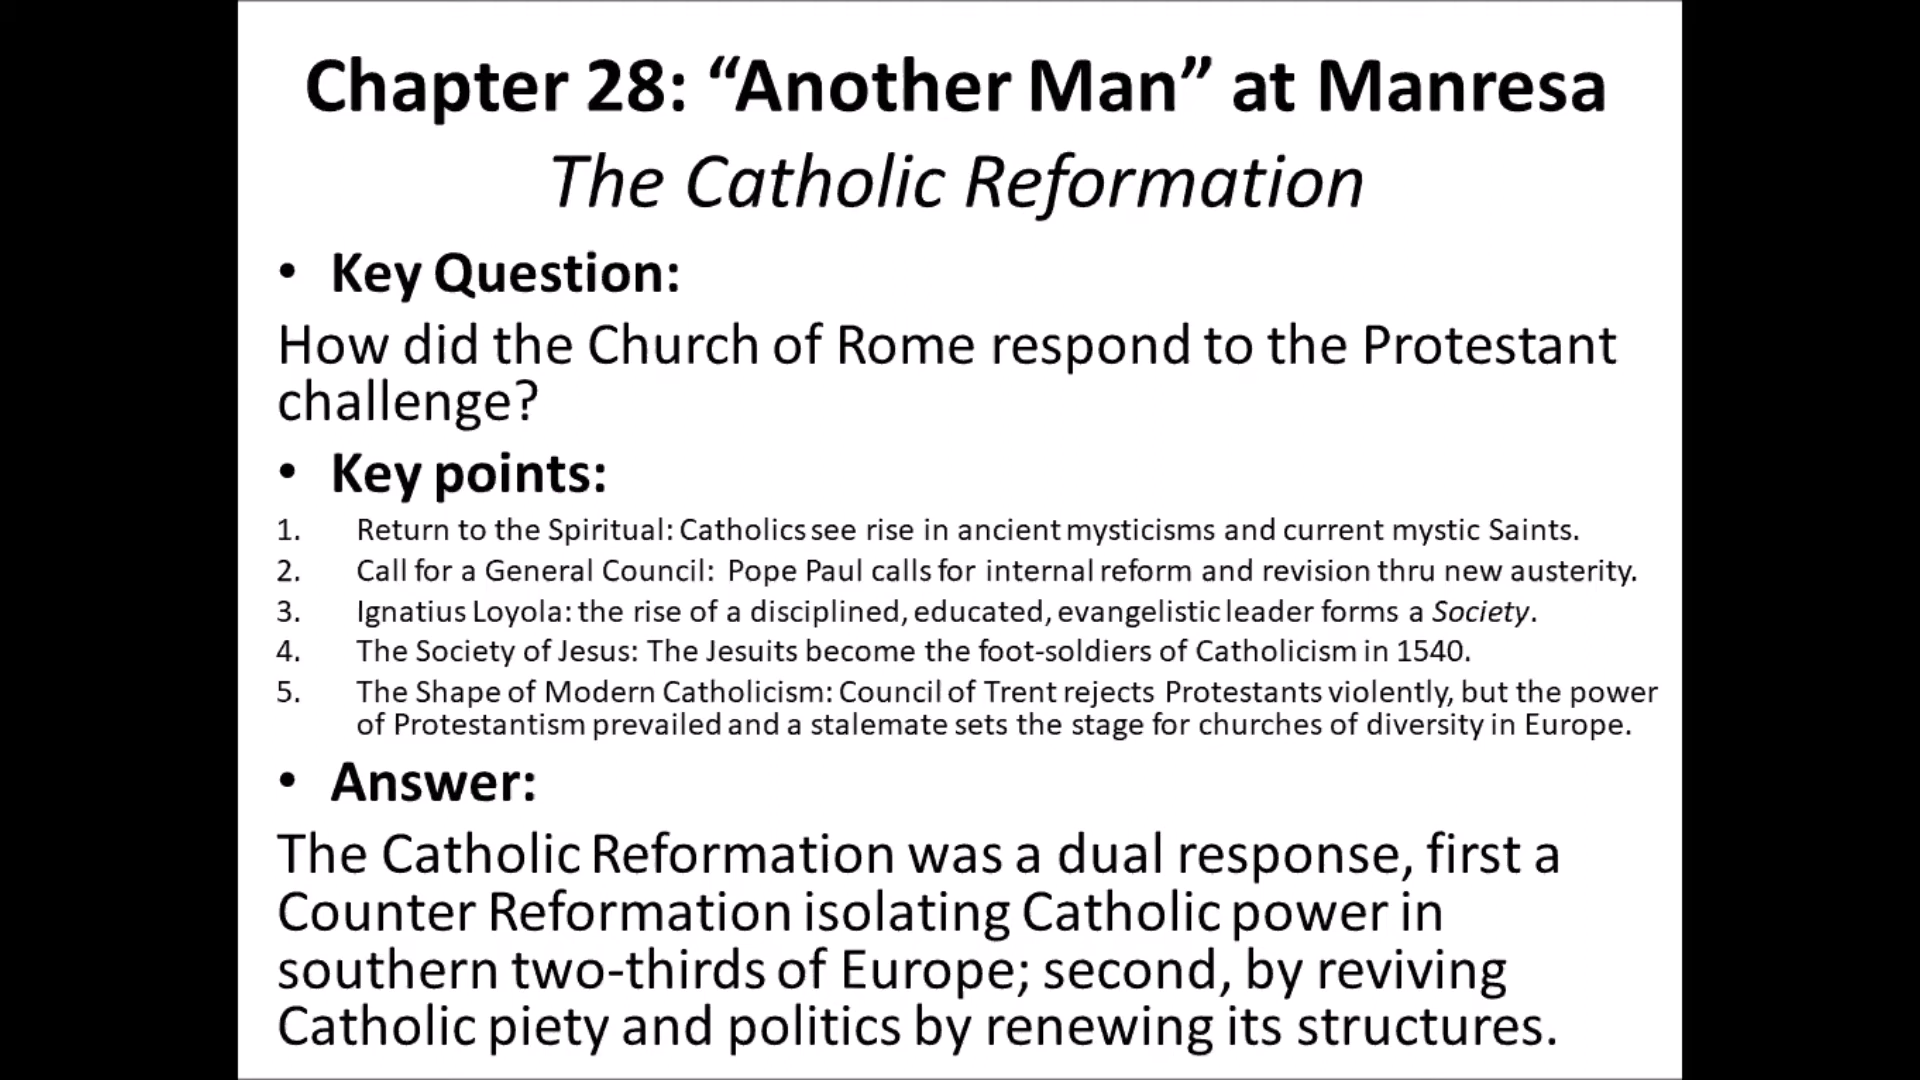 Chapter 28: “Another Man” at Manresa
The Catholic Reformation
• Key Question:
How did the Church of Rome respond to the Protestant
challenge?
• Key points:
1. Return to the Spiritual: Catholics see rise in ancient mysticisms and current mystic Saints.
2. Call for a General Council: Pope Paul calls for internal reform and revision thru new austerity.
3. Ignatius Loyola: the rise of a disciplined, educated, evangelistic leader forms a Society.
4. The Society of Jesus: The Jesuits become the foot-soldiers of Catholicism in 1540.
5. The Shape of Modern Catholicism: Council of Trent rejects Protestants violently, but the power
of Protestantism prevailed and a stalemate sets the stage for churches of diversity in Europe.
• Answer:
The Catholic Reformation was a dual response, first a
Counter Reformation isolating Catholic power in
southern two-thirds of Europe; second, by reviving
Catholic piety and politics by renewing its structures.